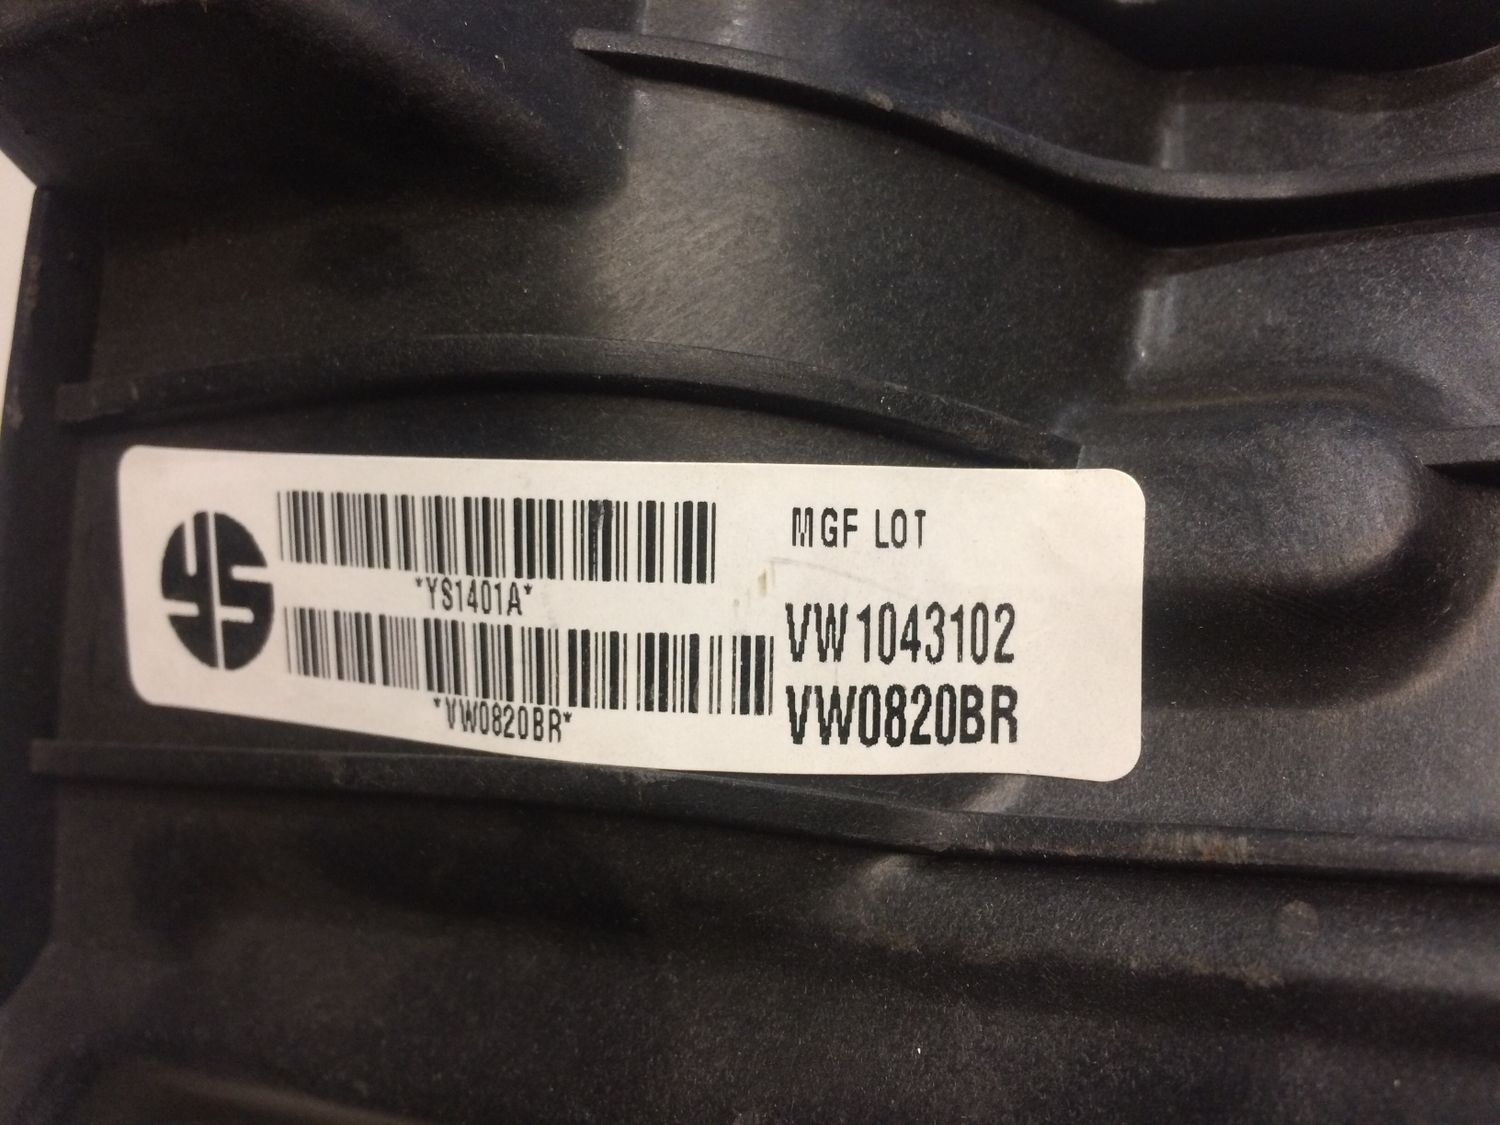 YS
*YS1401A*
*VW0820BR*
MGF LOT
VW1043102
VW0820BR